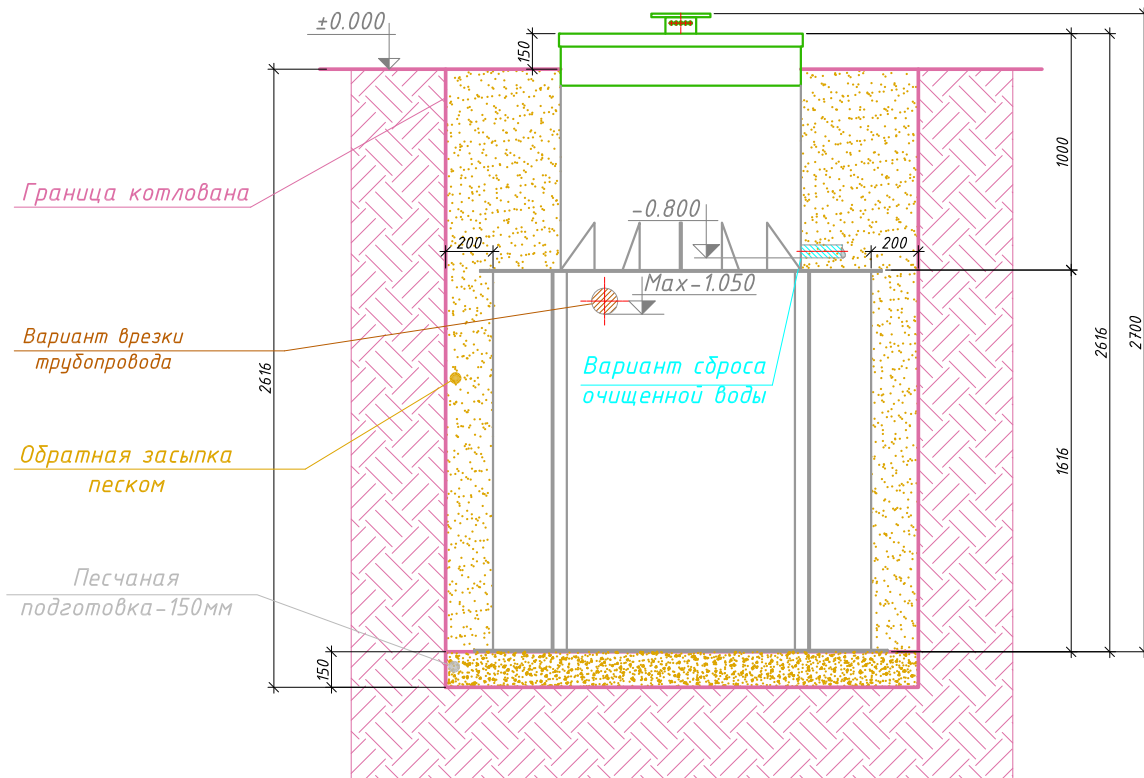 ±0.000
150
Граница котлована
-0.800
200
200
Max-1.050
1000
2616
2700
Вариант врезки
трубопровода
Вариант сброса
очищенной воды
2616
Обратная засыпка
песком
1616
Песчаная
подготовка-150мм
150